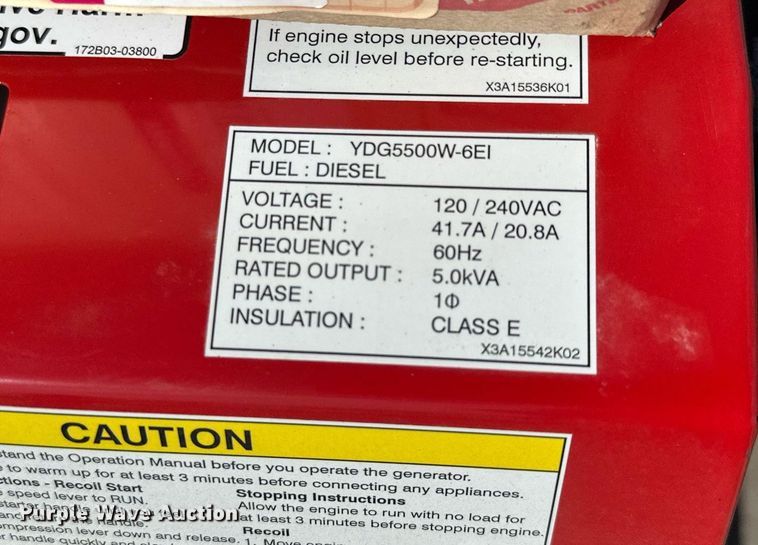 gov.
172B03-03800
If engine stops unexpectedly,
check oil level before re-starting.
X3A15536K01
MODEL : YDG5500W-6EI
FUEL : DIESEL
VOLTAGE : 120 / 240VAC
CURRENT : 41.7A / 20.8A
FREQUENCY : 60Hz
RATED OUTPUT : 5.0kVA
PHASE : 1Φ
INSULATION : CLASS E
X3A15542K02
CAUTION
the Operation Manual before you operate the generator.
to warm up for at least 3 minutes before connecting any appliances.
- Recoil Start
speed lever to RUN.
Stopping Instructions
Allow the engine to run with no load for
at least 3 minutes before stopping engine.
lever down and release.
Recoil
handle quickly
1. Move
Purple Wave Auction